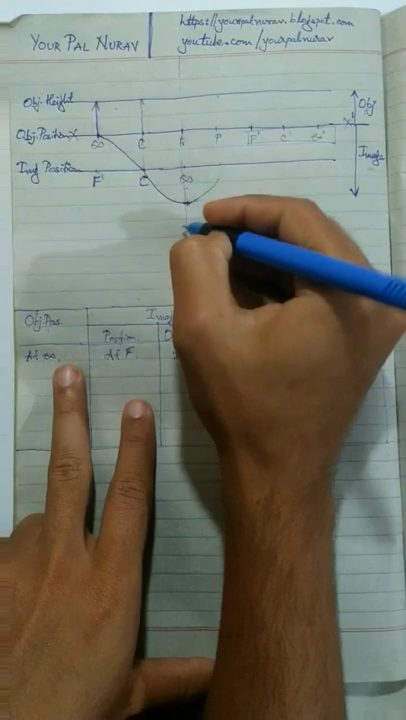 YOUR PAL NURAV
https://yourpalnurav.blogspot.com
youtube.com/yourpalnurav
Obj. Height
Obj
Obj. Position X
∞ C F P F' C' ∞'
X'
Img Position
F' C ∞
Image
Obj. Pos.
Position
At ∞.
At F.